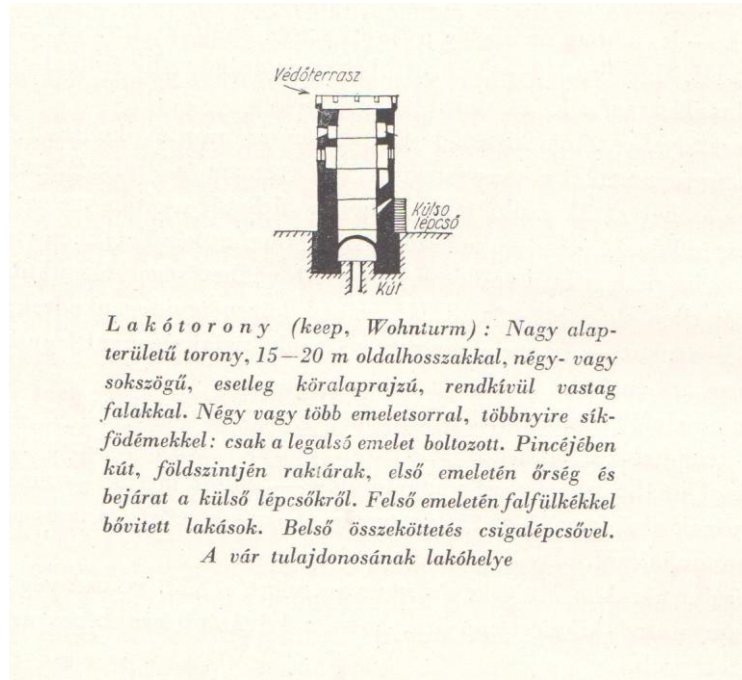 Védőterrasz
Külso
lépcső
Kút
Lakótorony (keep, Wohnturm) : Nagy alap-
területű torony, 15—20 m oldalhosszakkal, négy- vagy
sokszögű, esetleg köralaprajzú, rendkívül vastag
falakkal. Négy vagy több emeletsorral, többnyire sík-
födémekkel: csak a legalsó emelet boltozott. Pincéjében
kút, földszintjén raktárak, első emeletén őrség és
bejárat a külső lépcsőkről. Felső emeletén falfülkékkel
bővitett lakások. Belső összeköttetés csigalépcsővel.
A vár tulajdonosának lakóhelye